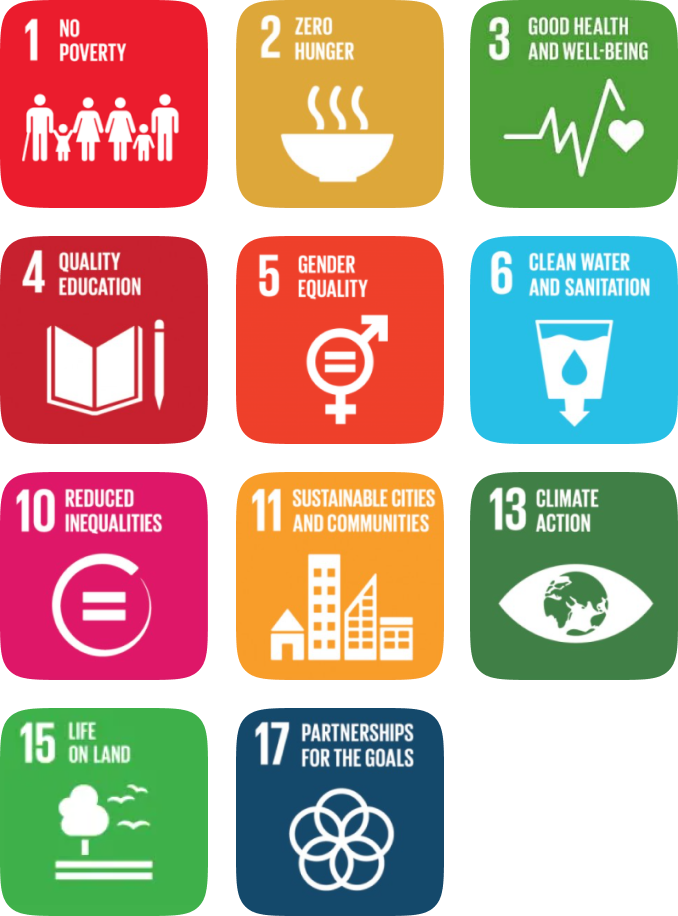 1 NO
POVERTY
2 ZERO
HUNGER
3 GOOD HEALTH
AND WELL-BEING
4 QUALITY
EDUCATION
5 GENDER
EQUALITY
6 CLEAN WATER
AND SANITATION
10 REDUCED
INEQUALITIES
11 SUSTAINABLE CITIES
AND COMMUNITIES
13 CLIMATE
ACTION
15 LIFE
ON LAND
17 PARTNERSHIPS
FOR THE GOALS